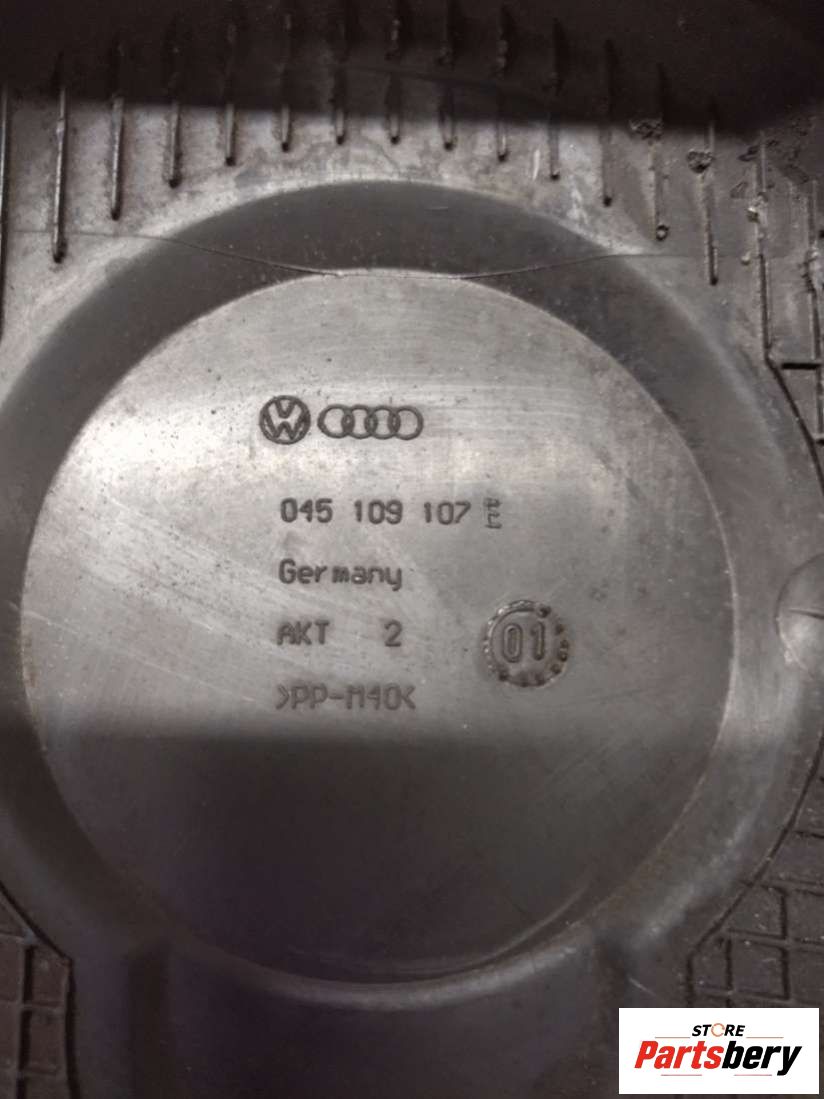 045 109 107
Germany
AKT 2
01
>PP-M40<
STORE
Partsbery